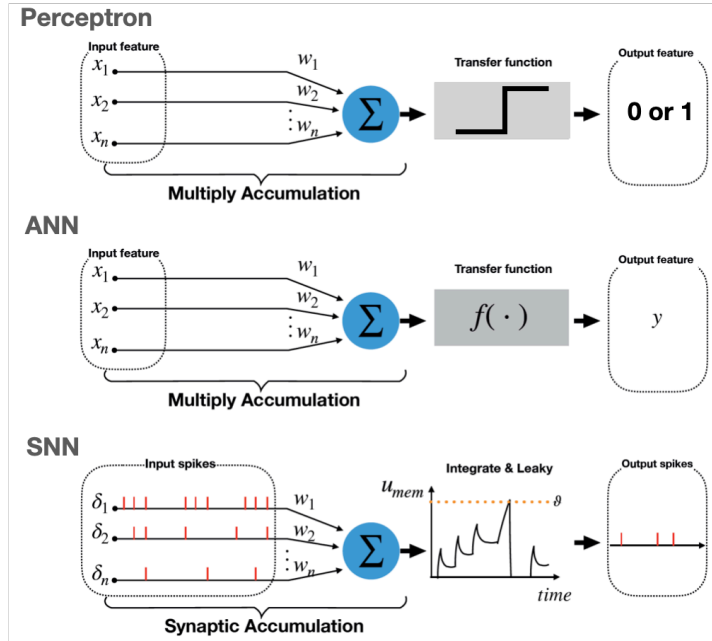 Perceptron
Input feature
x1
x2
xn
w1
w2
⋮
wn
Σ
Transfer function
Output feature
0 or 1
Multiply Accumulation
ANN
Input feature
x1
x2
xn
w1
w2
⋮
wn
Σ
Transfer function
f( · )
Output feature
y
Multiply Accumulation
SNN
Input spikes
δ1
δ2
δn
w1
w2
⋮
wn
Σ
Integrate & Leaky
umem
ϑ
time
Output spikes
Synaptic Accumulation